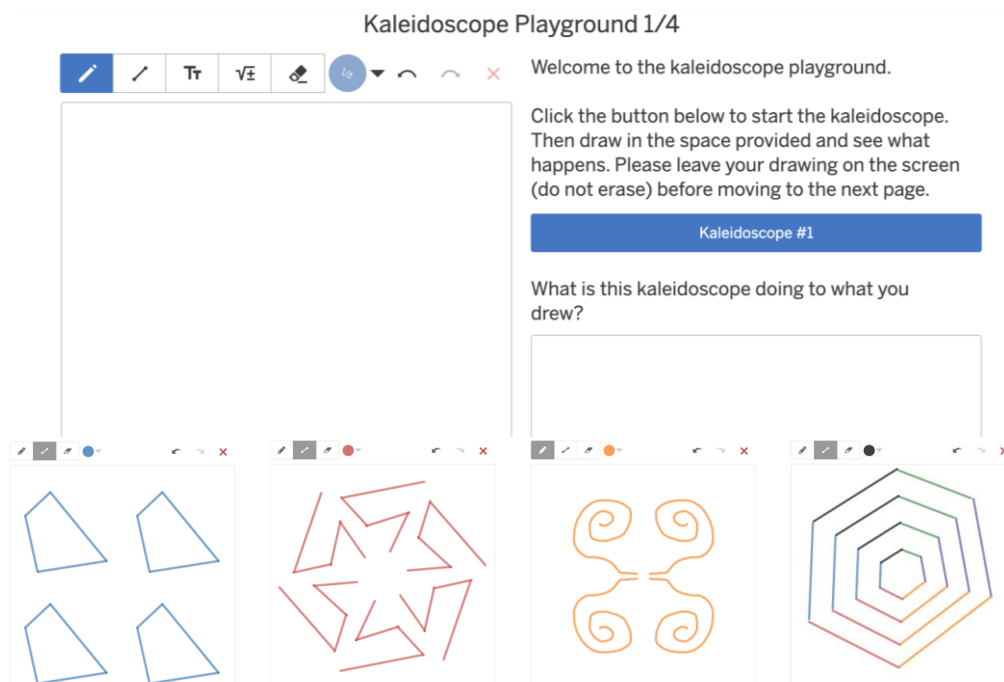 Kaleidoscope Playground 1/4
Tт
√±
Welcome to the kaleidoscope playground.
Click the button below to start the kaleidoscope.
Then draw in the space provided and see what
happens. Please leave your drawing on the screen
(do not erase) before moving to the next page.
Kaleidoscope #1
What is this kaleidoscope doing to what you
drew?